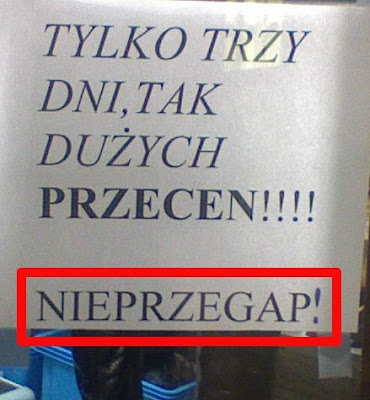 TYLKO TRZY
DNI,TAK
DUŻYCH
PRZECEN!!!!
NIEPRZEGAP!